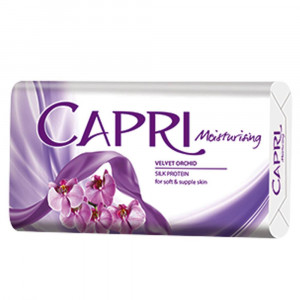 CAPRI Moisturising
VELVET ORCHID
SILK PROTEIN
for soft & supple skin
CAPRI